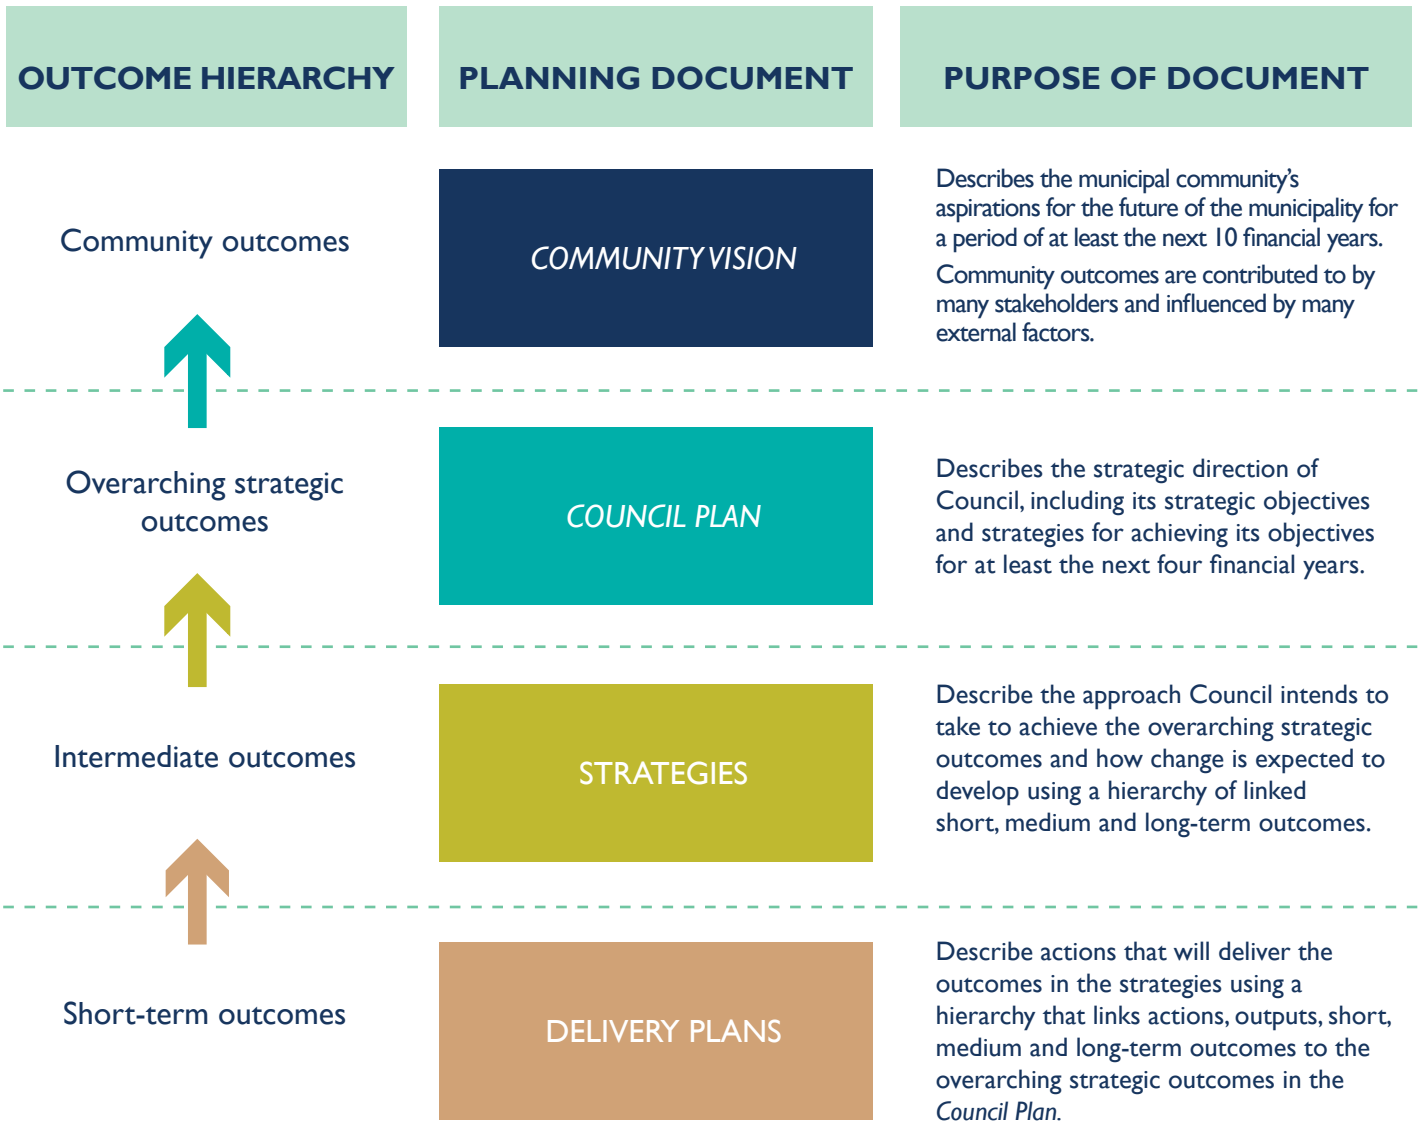 OUTCOME HIERARCHY
PLANNING DOCUMENT
PURPOSE OF DOCUMENT
Community outcomes
COMMUNITY VISION
Describes the municipal community’s
aspirations for the future of the municipality for
a period of at least the next 10 financial years.
Community outcomes are contributed to by
many stakeholders and influenced by many
external factors.
Overarching strategic
outcomes
COUNCIL PLAN
Describes the strategic direction of
Council, including its strategic objectives
and strategies for achieving its objectives
for at least the next four financial years.
Intermediate outcomes
STRATEGIES
Describe the approach Council intends to
take to achieve the overarching strategic
outcomes and how change is expected to
develop using a hierarchy of linked
short, medium and long-term outcomes.
Short-term outcomes
DELIVERY PLANS
Describe actions that will deliver the
outcomes in the strategies using a
hierarchy that links actions, outputs, short,
medium and long-term outcomes to the
overarching strategic outcomes in the
Council Plan.